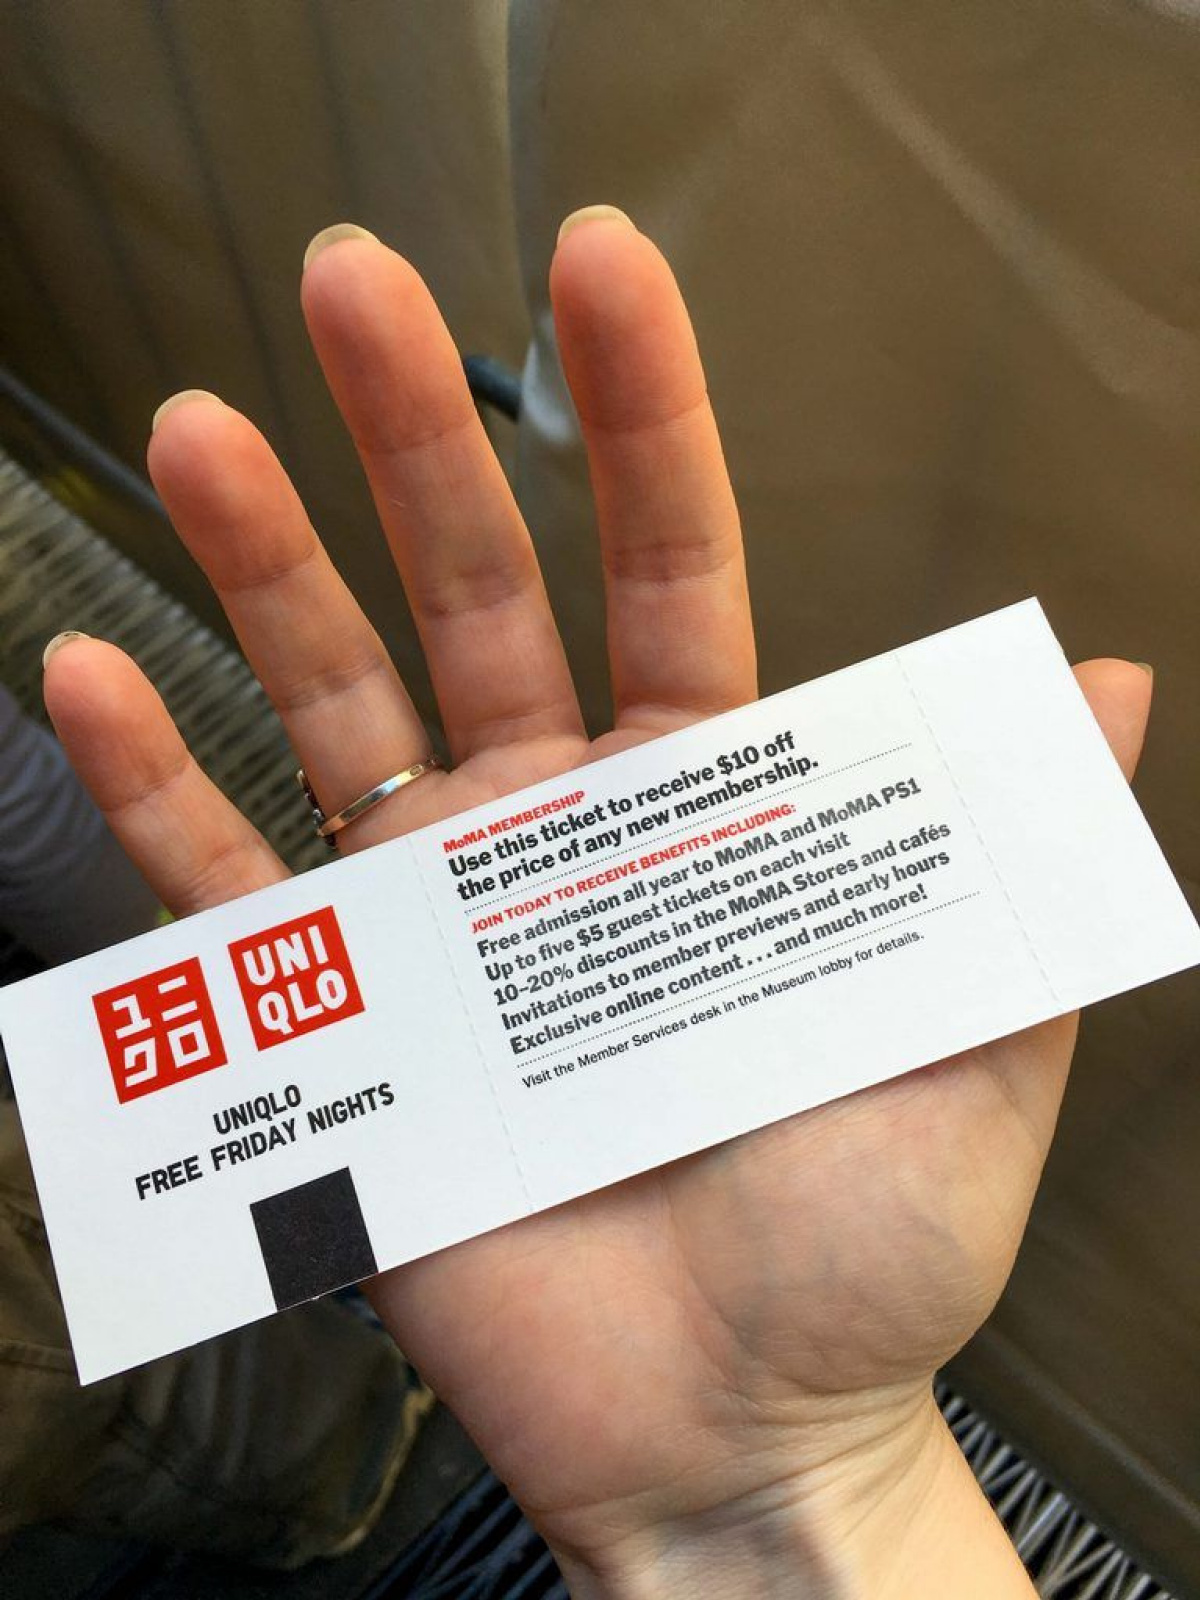 ユニ
クロ
UNI
QLO
UNIQLO
FREE FRIDAY NIGHTS
MoMA MEMBERSHIP
Use this ticket to receive $10 off
the price of any new membership.
JOIN TODAY TO RECEIVE BENEFITS INCLUDING:
Free admission all year to MoMA and MoMA PS1
Up to five $5 guest tickets on each visit
10–20% discounts in the MoMA Stores and cafés
Invitations to member previews and early hours
Exclusive online content...and much more!
Visit the Member Services desk in the Museum lobby for details.